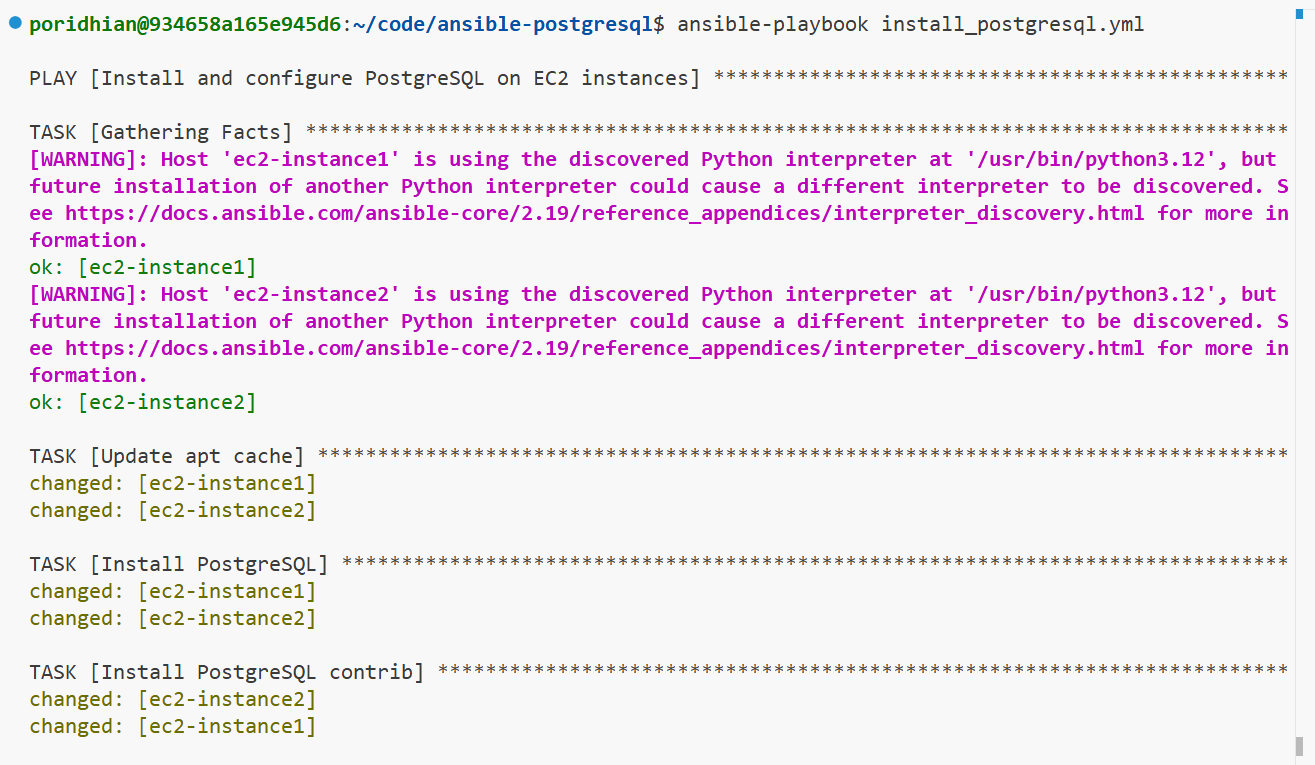 poridhian@934658a165e945d6:~/code/ansible-postgresql$ ansible-playbook install_postgresql.yml
PLAY [Install and configure PostgreSQL on EC2 instances] ************************************************
TASK [Gathering Facts] **********************************************************************************
[WARNING]: Host 'ec2-instance1' is using the discovered Python interpreter at '/usr/bin/python3.12', but
future installation of another Python interpreter could cause a different interpreter to be discovered. S
ee https://docs.ansible.com/ansible-core/2.19/reference_appendices/interpreter_discovery.html for more in
formation.
ok: [ec2-instance1]
[WARNING]: Host 'ec2-instance2' is using the discovered Python interpreter at '/usr/bin/python3.12', but
future installation of another Python interpreter could cause a different interpreter to be discovered. S
ee https://docs.ansible.com/ansible-core/2.19/reference_appendices/interpreter_discovery.html for more in
formation.
ok: [ec2-instance2]
TASK [Update apt cache] *********************************************************************************
changed: [ec2-instance1]
changed: [ec2-instance2]
TASK [Install PostgreSQL] *******************************************************************************
changed: [ec2-instance1]
changed: [ec2-instance2]
TASK [Install PostgreSQL contrib] ***********************************************************************
changed: [ec2-instance2]
changed: [ec2-instance1]